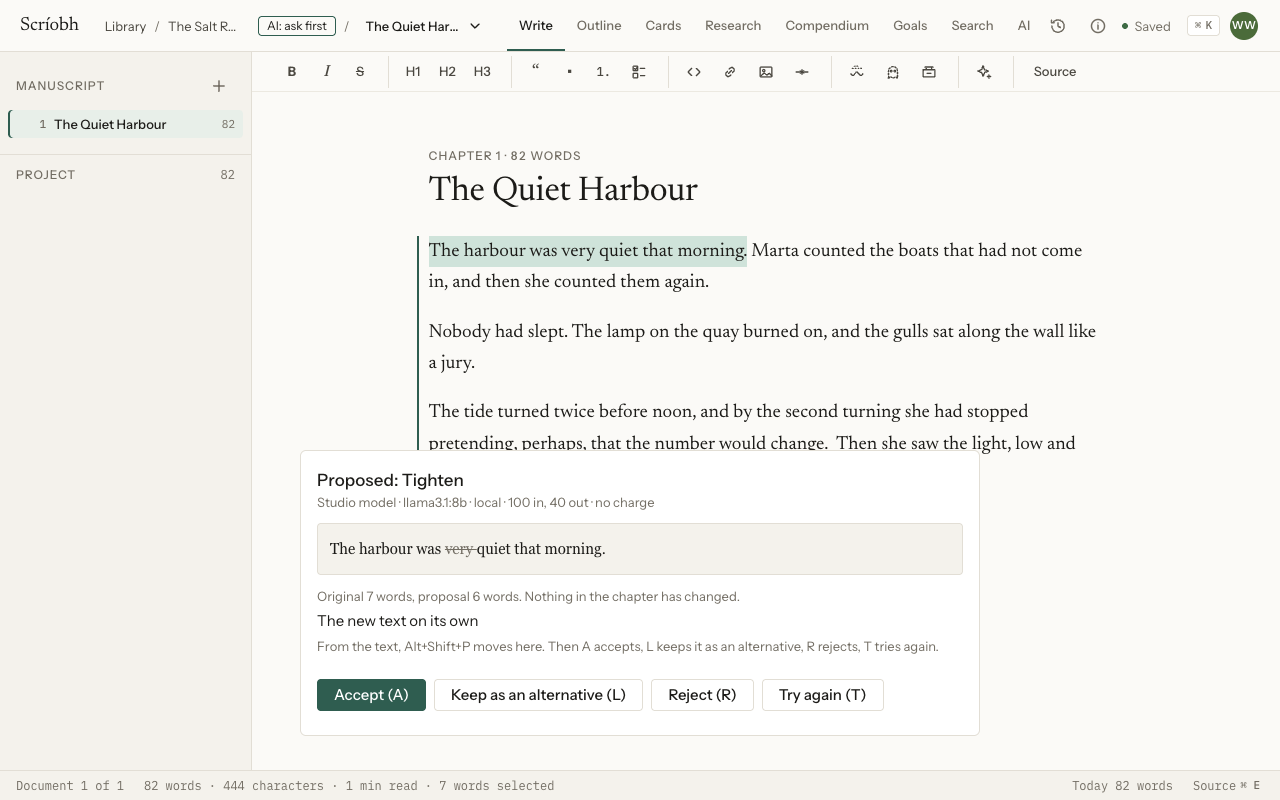 Scríobh
Library / The Salt R... AI: ask first / The Quiet Har...
Write Outline Cards Research Compendium Goals Search AI
Saved ⌘ K WW
MANUSCRIPT
1 The Quiet Harbour 82
PROJECT 82
B I S H1 H2 H3 “ ▪ 1. Source
CHAPTER 1 · 82 WORDS
The Quiet Harbour
The harbour was very quiet that morning. Marta counted the boats that had not come
in, and then she counted them again.
Nobody had slept. The lamp on the quay burned on, and the gulls sat along the wall like
a jury.
The tide turned twice before noon, and by the second turning she had stopped
pretending, perhaps, that the number would change. Then she saw the light, low and
Proposed: Tighten
Studio model · llama3.1:8b · local · 100 in, 40 out · no charge
The harbour was very quiet that morning.
Original 7 words, proposal 6 words. Nothing in the chapter has changed.
The new text on its own
From the text, Alt+Shift+P moves here. Then A accepts, L keeps it as an alternative, R rejects, T tries again.
Accept (A) Keep as an alternative (L) Reject (R) Try again (T)
Document 1 of 1 82 words · 444 characters · 1 min read · 7 words selected
Today 82 words Source ⌘ E